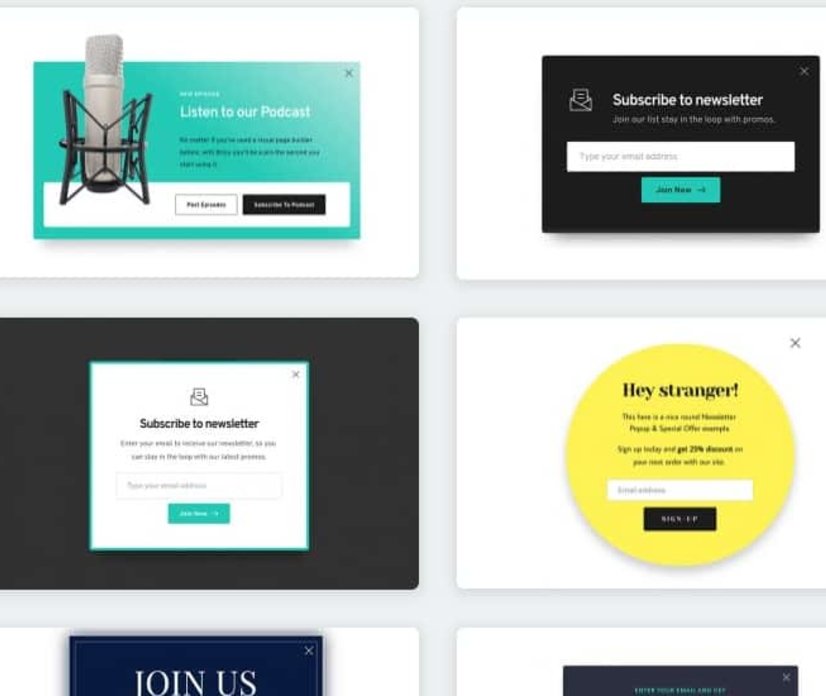 NEW EPISODE
Listen to our Podcast
No matter if you've used a visual page builder
before, with Brizy you'll be a pro the second you
start using it
Past Episodes
Subscribe To Podcast
Subscribe to newsletter
Join our list stay in the loop with promos.
Type your email address
Join Now →
Subscribe to newsletter
Enter your email to receive our newsletter, so you
can stay in the loop with our latest promos.
Type your email address
Join Now →
Hey stranger!
This here is a nice round Newsletter
Popup & Special Offer example.
Sign up today and get 25% discount on
your next order with our site.
Email address
SIGN-UP
JOIN US
ENTER YOUR EMAIL AND GET